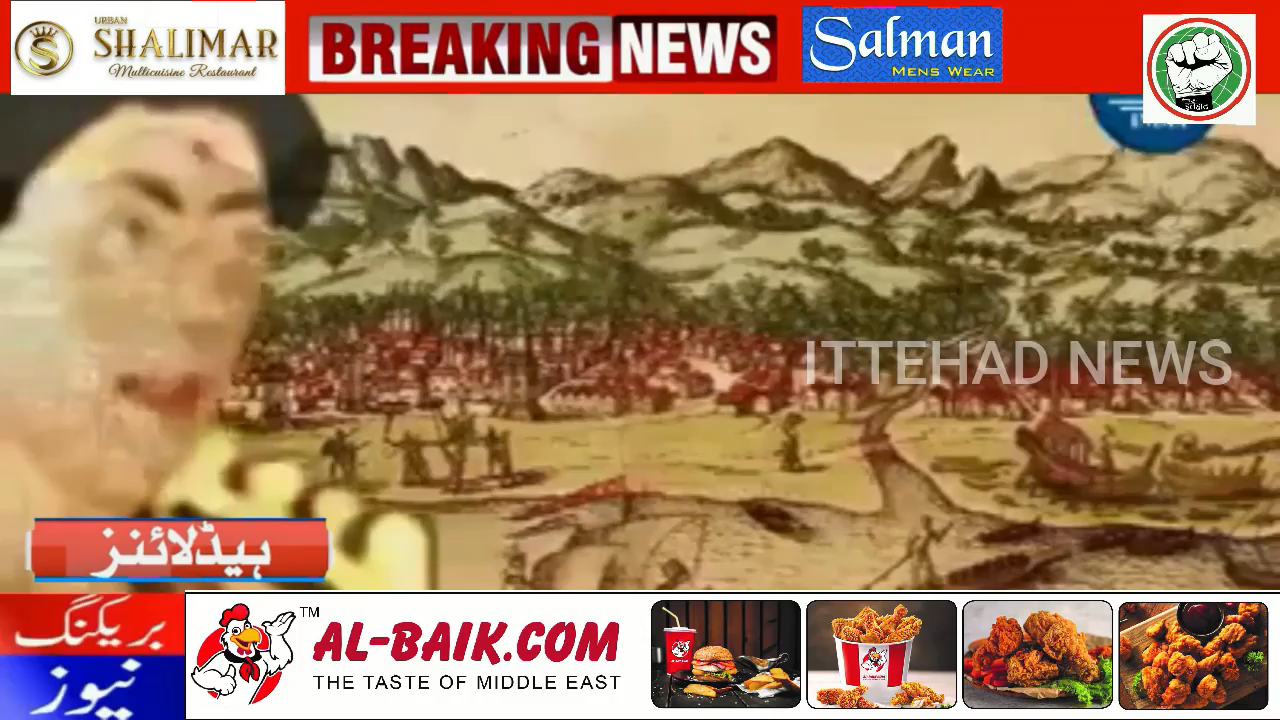 URBAN
SHALIMAR
Multicuisine Restaurant
BREAKING NEWS
Salman
MENS WEAR
ITTEHAD NEWS
ہیڈلائنز
بریکنگ
نیوز
TM
AL-BAIK.COM
THE TASTE OF MIDDLE EAST